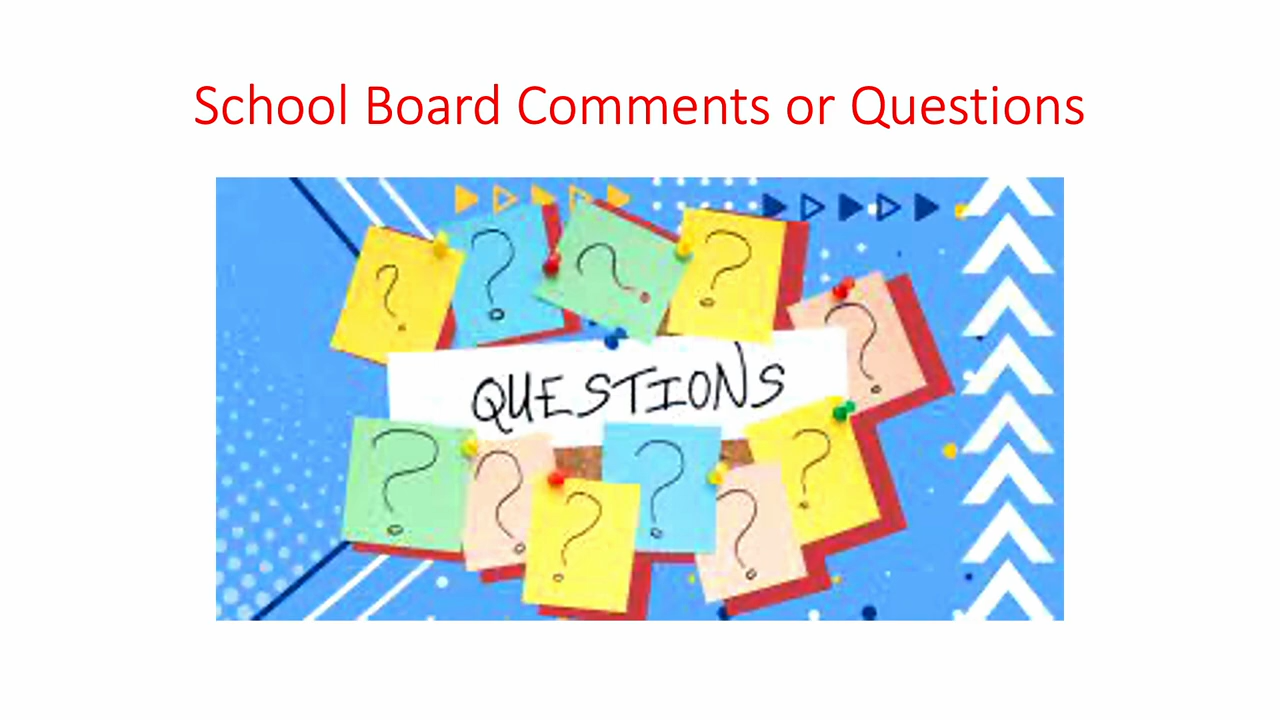 School Board Comments or Questions
? ? ? ?
?
QUESTIONS
? ? ? ? ? ?